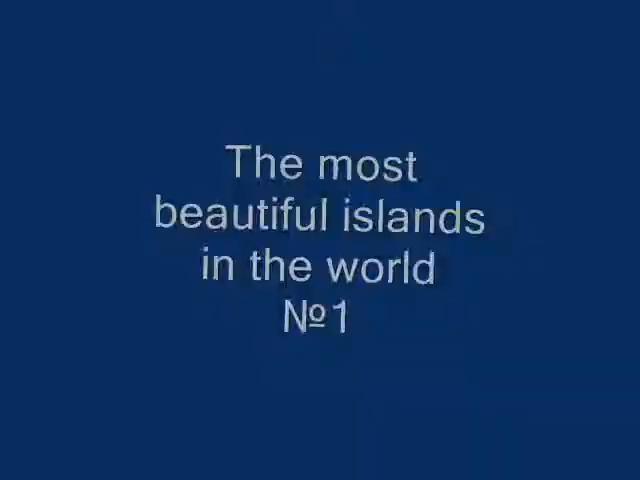 The most
beautiful islands
in the world
№1